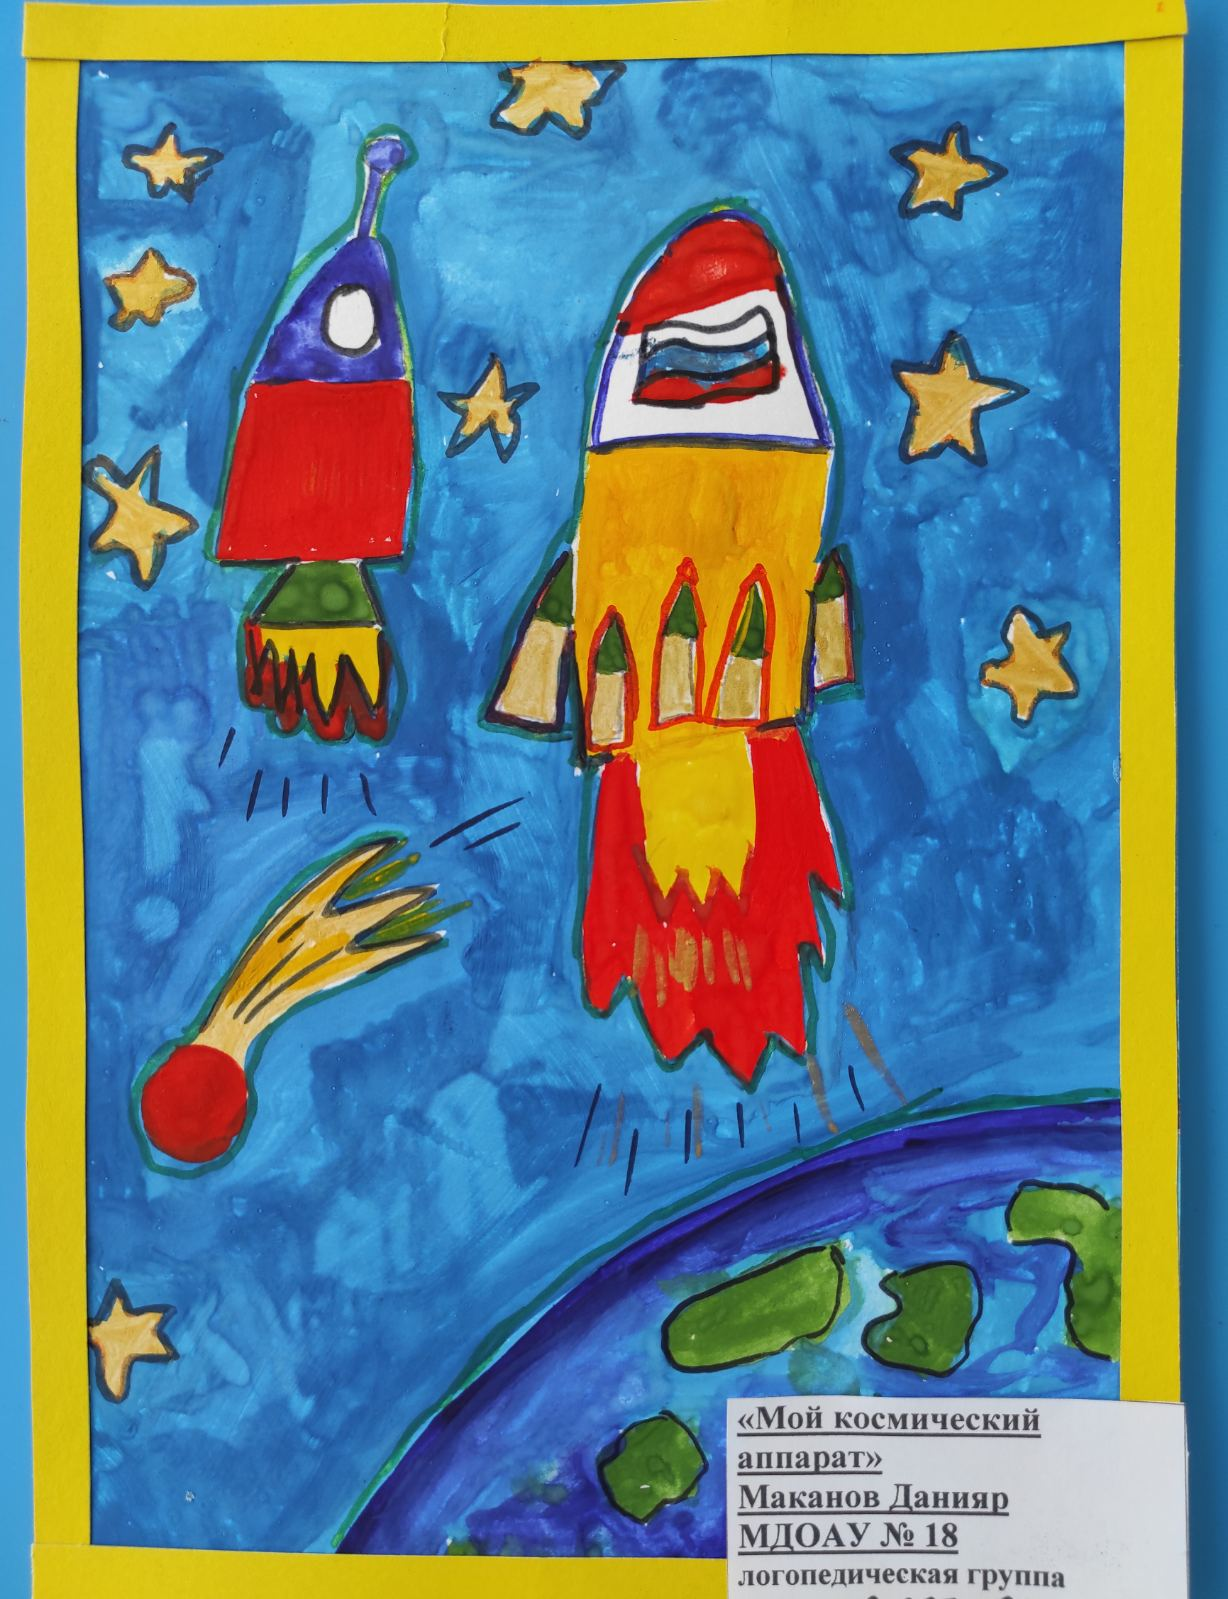 «Мой космический
аппарат»
Маканов Данияр
МДОАУ № 18
логопедическая группа